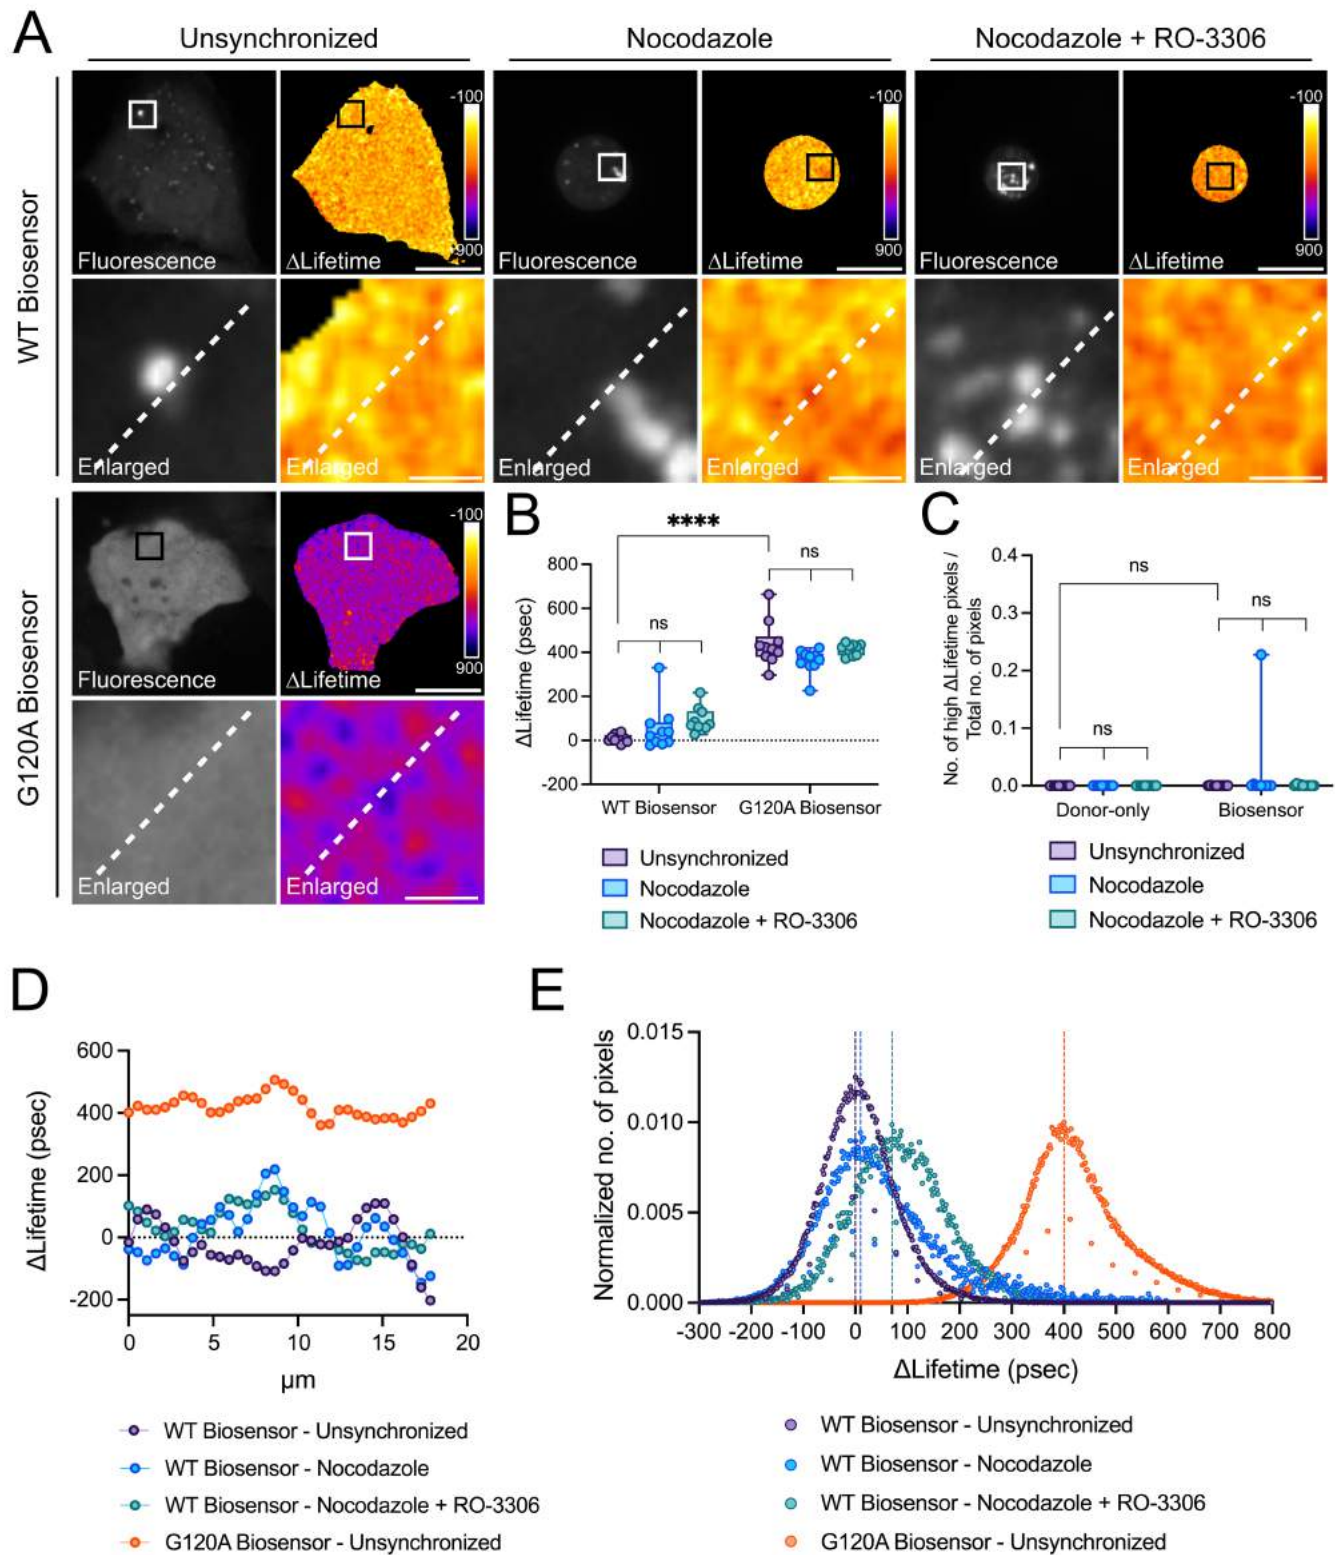 A
Unsynchronized
Nocodazole
Nocodazole + RO-3306
WT Biosensor
Fluorescence
ΔLifetime
-100
900
Fluorescence
ΔLifetime
-100
900
Fluorescence
ΔLifetime
-100
900
Enlarged
Enlarged
Enlarged
Enlarged
Enlarged
Enlarged
G120A Biosensor
Fluorescence
ΔLifetime
-100
900
Enlarged
Enlarged
B
****
ns
ns
ΔLifetime (psec)
800
600
400
200
0
-200
WT Biosensor
G120A Biosensor
Unsynchronized
Nocodazole
Nocodazole + RO-3306
C
No. of high ΔLifetime pixels /
Total no. of pixels
0.4
0.3
0.2
0.1
0.0
ns
ns
ns
Donor-only
Biosensor
Unsynchronized
Nocodazole
Nocodazole + RO-3306
D
ΔLifetime (psec)
600
400
200
0
-200
0 5 10 15 20
µm
WT Biosensor - Unsynchronized
WT Biosensor - Nocodazole
WT Biosensor - Nocodazole + RO-3306
G120A Biosensor - Unsynchronized
E
Normalized no. of pixels
0.015
0.010
0.005
0.000
-300 -200 -100 0 100 200 300 400 500 600 700 800
ΔLifetime (psec)
WT Biosensor - Unsynchronized
WT Biosensor - Nocodazole
WT Biosensor - Nocodazole + RO-3306
G120A Biosensor - Unsynchronized